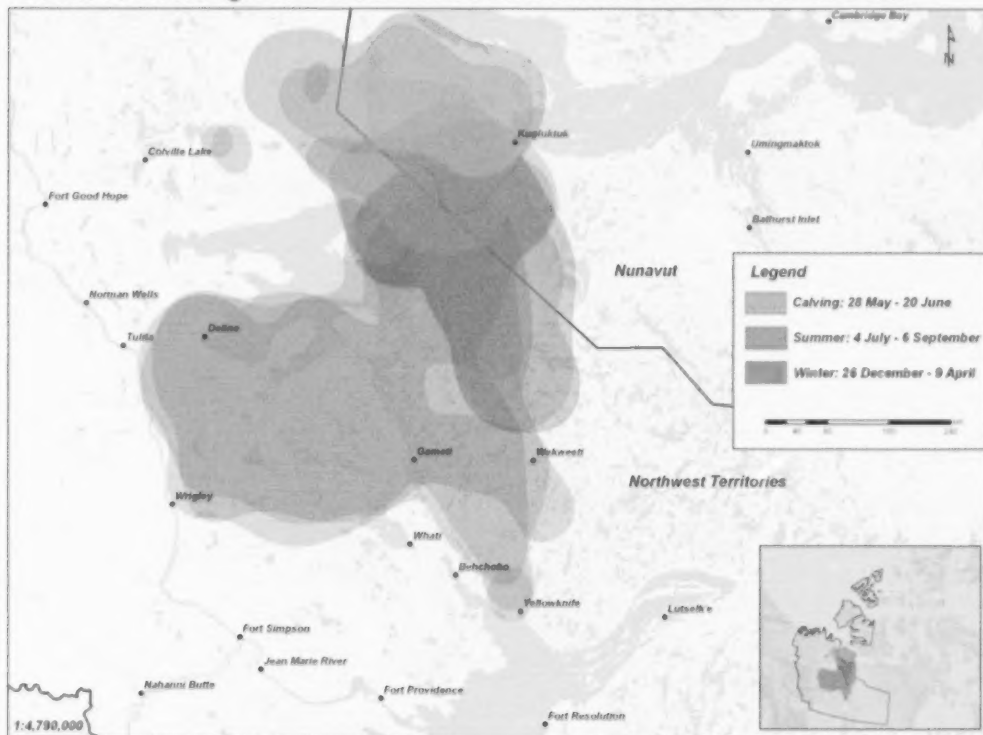 Cambridge Bay
N
Kugluktuk
Umingmaktok
Colville Lake
Fort Good Hope
Bathurst Inlet
Nunavut
Legend
Calving: 28 May - 20 June
Summer: 4 July - 6 September
Winter: 26 December - 9 April
Norman Wells
Tulita
Deline
Gameti
Wekweeti
Northwest Territories
Wrigley
Whati
Behchoko
Yellowknife
Lutselke
Fort Simpson
Jean Marie River
Nahanni Butte
Fort Providence
Fort Resolution
1:4,790,000